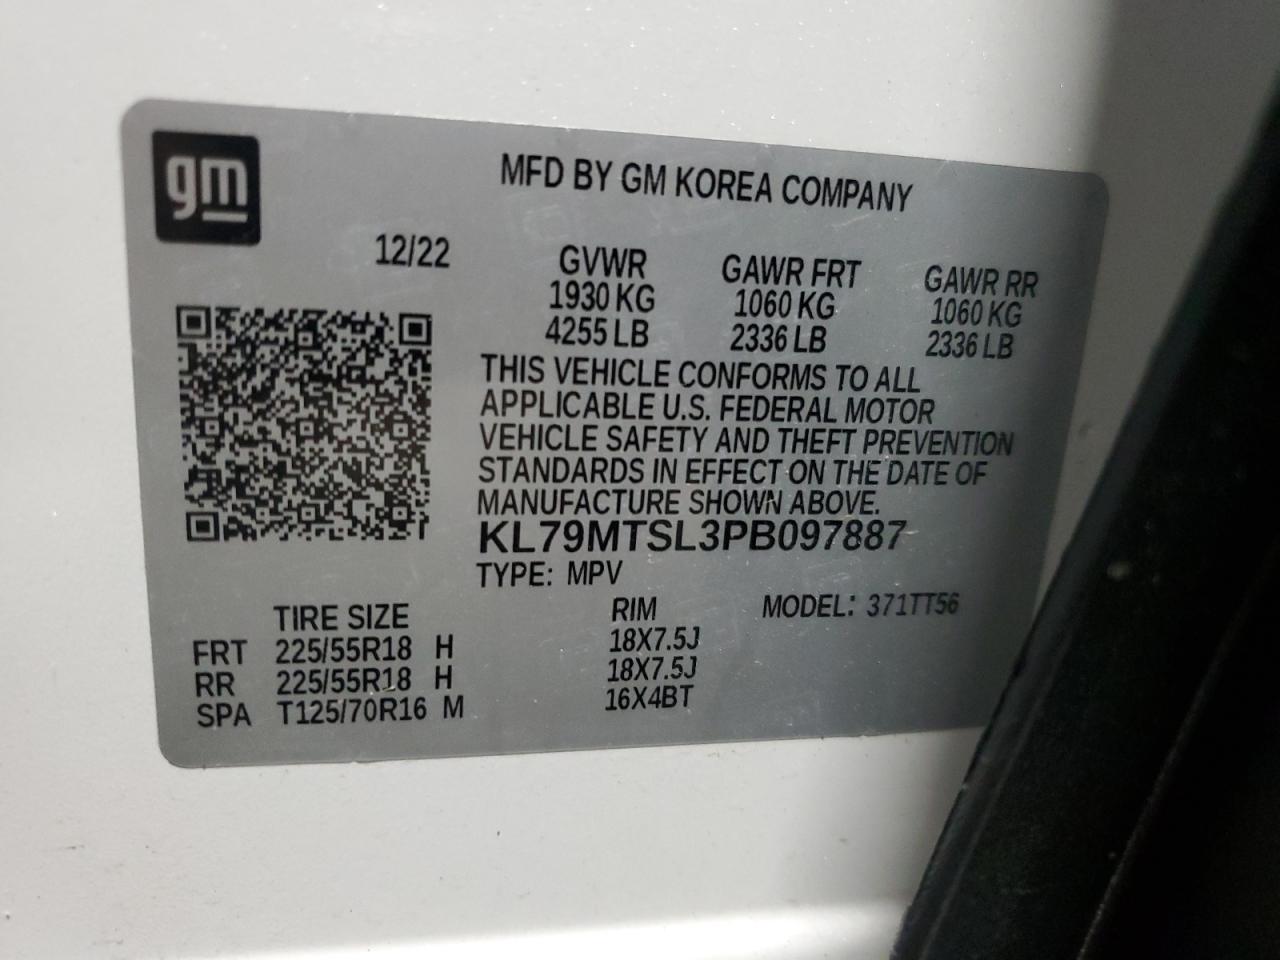 gm
MFD BY GM KOREA COMPANY
12/22
GVWR GAWR FRT GAWR RR
1930 KG 1060 KG 1060 KG
4255 LB 2336 LB 2336 LB
THIS VEHICLE CONFORMS TO ALL
APPLICABLE U.S. FEDERAL MOTOR
VEHICLE SAFETY AND THEFT PREVENTION
STANDARDS IN EFFECT ON THE DATE OF
MANUFACTURE SHOWN ABOVE.
KL79MTSL3PB097887
TYPE: MPV
TIRE SIZE RIM MODEL: 371TT56
FRT 225/55R18 H 18X7.5J
RR 225/55R18 H 18X7.5J
SPA T125/70R16 M 16X4BT